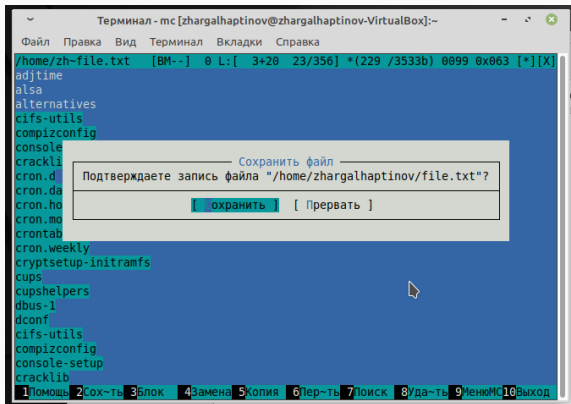 Терминал - mc [zhargalhaptinov@zhargalhaptinov-VirtualBox]:~
Файл Правка Вид Терминал Вкладки Справка
/home/zh~file.txt [BM--] 0 L:[ 3+20 23/356] *(229 /3533b) 0099 0x063 [*][X]
adjtime
alsa
alternatives
cifs-utils
compizconfig
console
crackli
cron.d
cron.da
cron.ho
cron.mo
crontab
Сохранить файл
Подтверждаете запись файла "/home/zhargalhaptinov/file.txt"?
[ Сохранить ] [ Прервать ]
cron.weekly
cryptsetup-initramfs
cups
cupshelpers
dbus-1
dconf
cifs-utils
compizconfig
console-setup
cracklib
1Помощь 2Сох~ть 3Блок 4Замена 5Копия 6Пер~ть 7Поиск 8Уда~ть 9МенюMC 10Выход